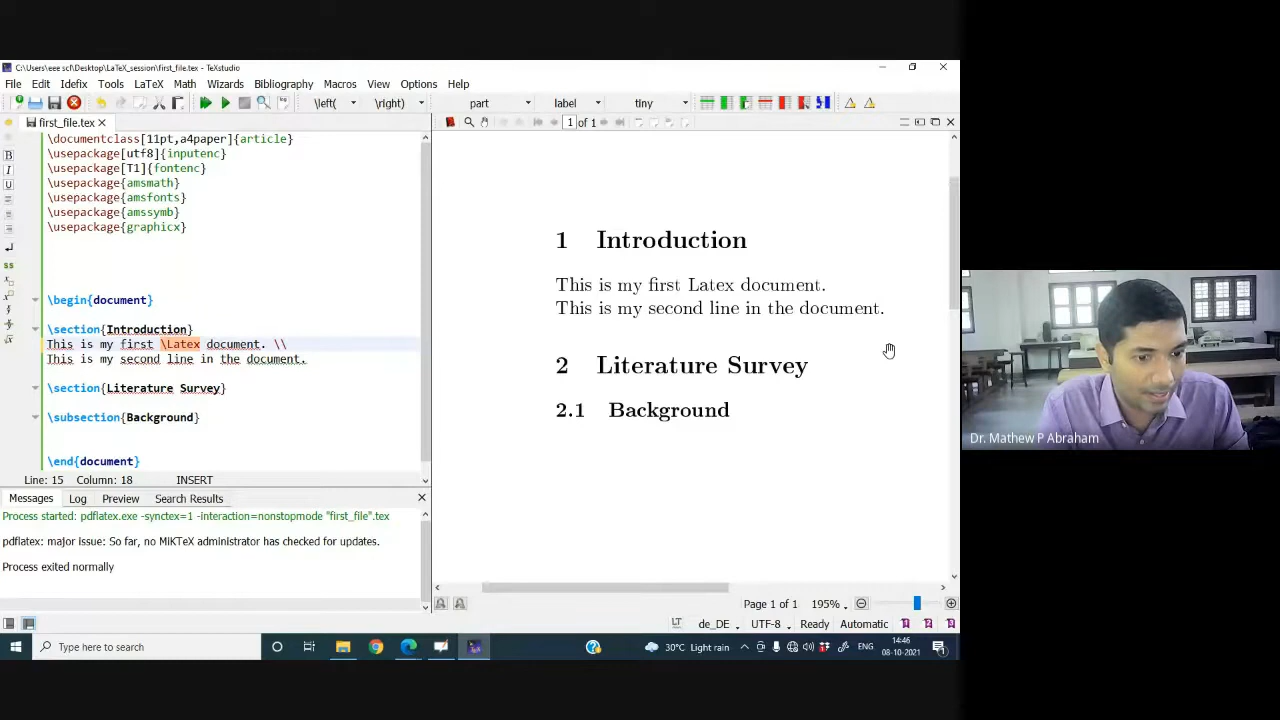 C:\Users\eee scl\Desktop\LaTeX_session\first_file.tex - TeXstudio
File Edit Idefix Tools LaTeX Math Wizards Bibliography Macros View Options Help
\left( \right) part label tiny
first_file.tex
1 of 1
\documentclass[11pt,a4paper]{article}
\usepackage[utf8]{inputenc}
\usepackage[T1]{fontenc}
\usepackage{amsmath}
\usepackage{amsfonts}
\usepackage{amssymb}
\usepackage{graphicx}
\begin{document}
\section{Introduction}
This is my first \Latex document. \\
This is my second line in the document.
\section{Literature Survey}
\subsection{Background}
\end{document}
Line: 15 Column: 18 INSERT
Messages Log Preview Search Results
Process started: pdflatex.exe -synctex=1 -interaction=nonstopmode "first_file".tex
pdflatex: major issue: So far, no MiKTeX administrator has checked for updates.
Process exited normally
1 Introduction
This is my first Latex document.
This is my second line in the document.
2 Literature Survey
2.1 Background
Page 1 of 1 195%
de_DE UTF-8 Ready Automatic
Type here to search
30°C Light rain
ENG
14:46
08-10-2021
Dr. Mathew P Abraham